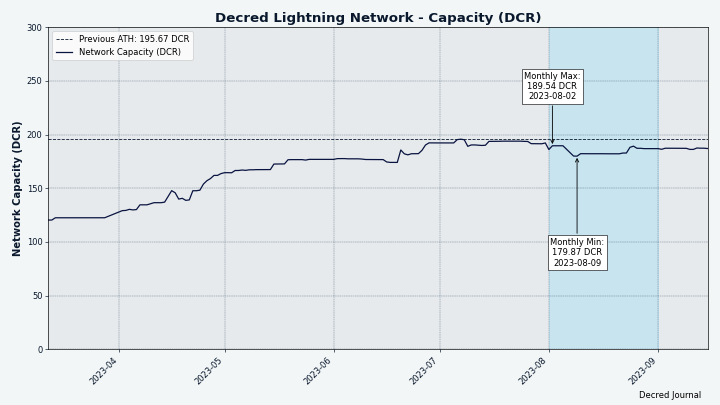 Decred Lightning Network - Capacity (DCR)
Previous ATH: 195.67 DCR
Network Capacity (DCR)
Network Capacity (DCR)
300
250
200
150
100
50
0
Monthly Max:
189.54 DCR
2023-08-02
Monthly Min:
179.87 DCR
2023-08-09
2023-04
2023-05
2023-06
2023-07
2023-08
2023-09
Decred Journal